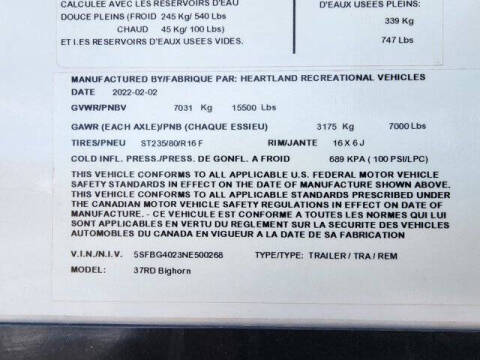 CALCULEE AVEC LES RESERVOIRS D'EAU
DOUCE PLEINS (FROID 245 Kg/ 540 Lbs
CHAUD 45 Kg/ 100 Lbs)
ET LES RESERVOIRS D'EAU USEES VIDES.
D'EAUX USEES PLEINS:
339 Kg
747 Lbs
MANUFACTURED BY/FABRIQUE PAR: HEARTLAND RECREATIONAL VEHICLES
DATE 2022-02-02
GVWR/PNBV 7031 Kg 15500 Lbs
GAWR (EACH AXLE)/PNB (CHAQUE ESSIEU) 3175 Kg 7000 Lbs
TIRES/PNEU ST235/80/R16 F RIM/JANTE 16 X 6 J
COLD INFL. PRESS./PRESS. DE GONFL. A FROID 689 KPA ( 100 PSI/LPC)
THIS VEHICLE CONFORMS TO ALL APPLICABLE U.S. FEDERAL MOTOR VEHICLE
SAFETY STANDARDS IN EFFECT ON THE DATE OF MANUFACTURE SHOWN ABOVE.
THIS VEHICLE CONFORMS TO ALL APPLICABLE STANDARDS PRESCRIBED UNDER
THE CANADIAN MOTOR VEHICLE SAFETY REGULATIONS IN EFFECT ON DATE OF
MANUFACTURE. - CE VEHICULE EST CONFORME A TOUTES LES NORMES QUI LUI
SONT APPLICABLES EN VERTU DU REGLEMENT SUR LA SECURITE DES VEHICLES
AUTOMOBILES DU CANADA EN VIGUEUR A LA DATE DE SA FABRICATION
V.I.N./N.I.V. 5SFBG4023NE500268 TYPE/TYPE: TRAILER / TRA / REM
MODEL: 37RD Bighorn